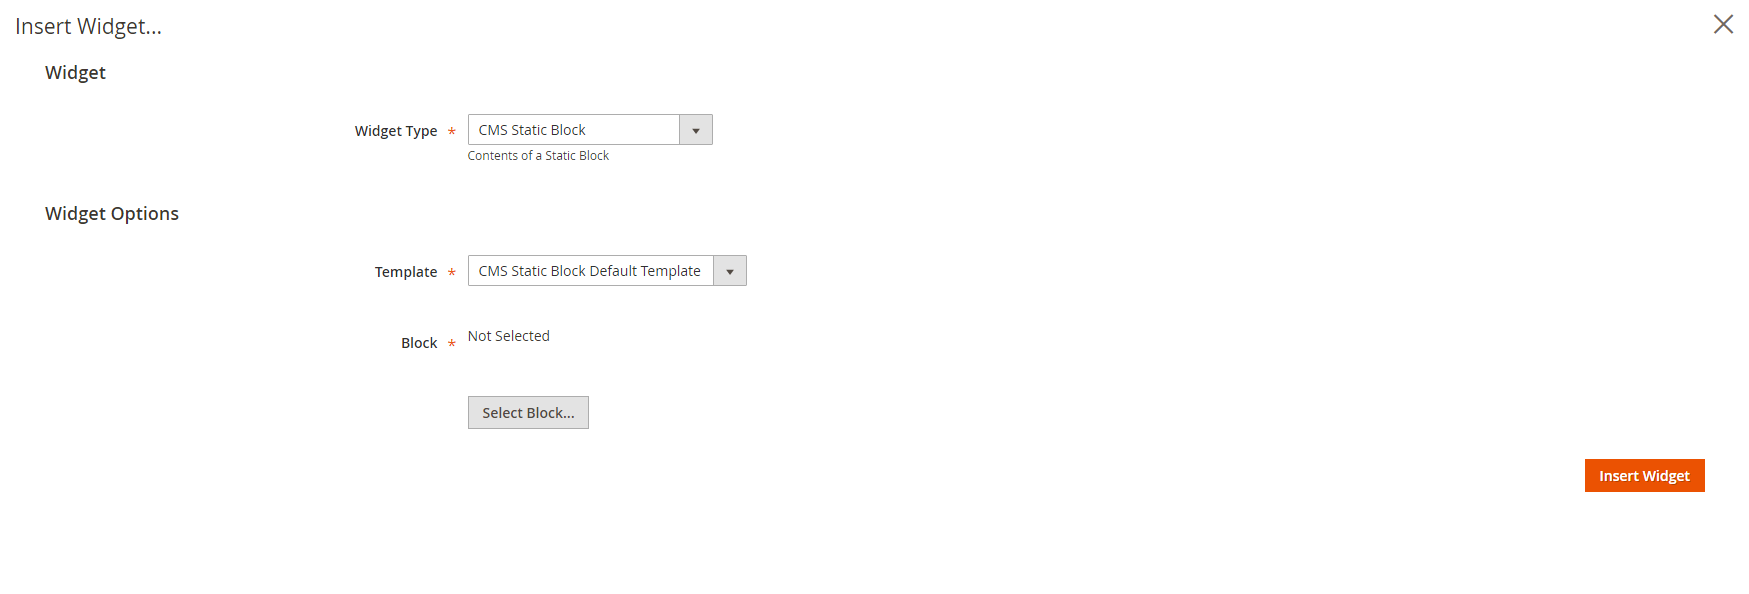 Insert Widget...
Widget
Widget Type *
CMS Static Block
Contents of a Static Block
Widget Options
Template *
CMS Static Block Default Template
Block *
Not Selected
Select Block...
Insert Widget